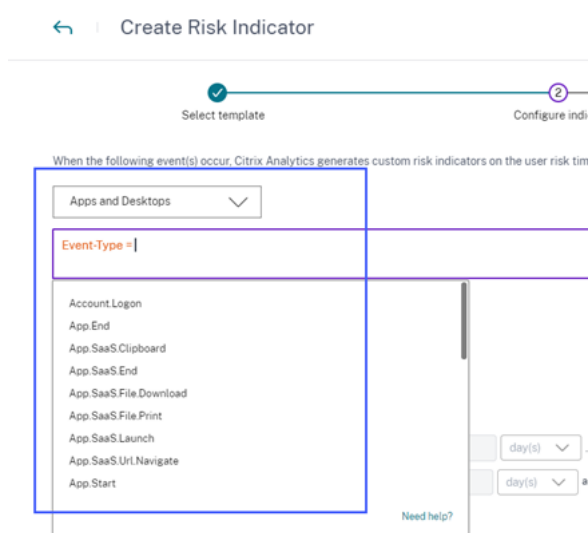 Create Risk Indicator
2
Select template
Configure indi
When the following event(s) occur, Citrix Analytics generates custom risk indicators on the user risk tim
Apps and Desktops
Event-Type =
Account.Logon
App.End
App.SaaS.Clipboard
App.SaaS.End
App.SaaS.File.Download
App.SaaS.File.Print
App.SaaS.Launch
App.SaaS.Url.Navigate
App.Start
day(s) .
day(s) a
Need help?